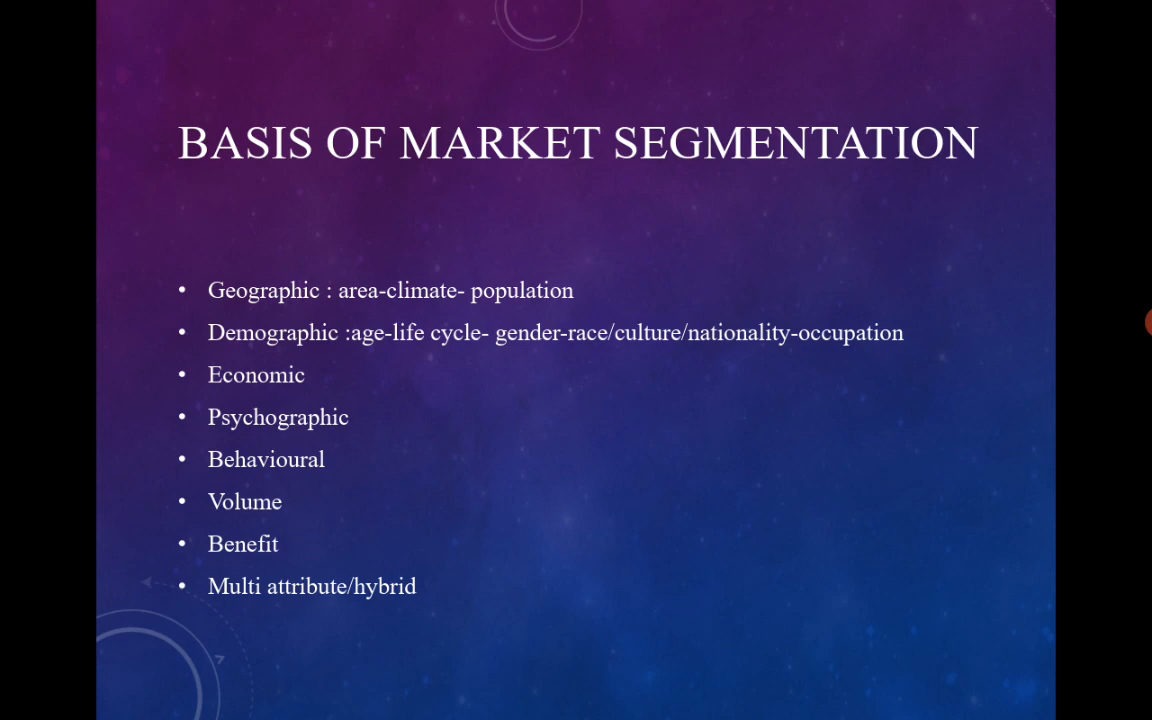 BASIS OF MARKET SEGMENTATION
• Geographic : area-climate- population
• Demographic :age-life cycle- gender-race/culture/nationality-occupation
• Economic
• Psychographic
• Behavioural
• Volume
• Benefit
• Multi attribute/hybrid